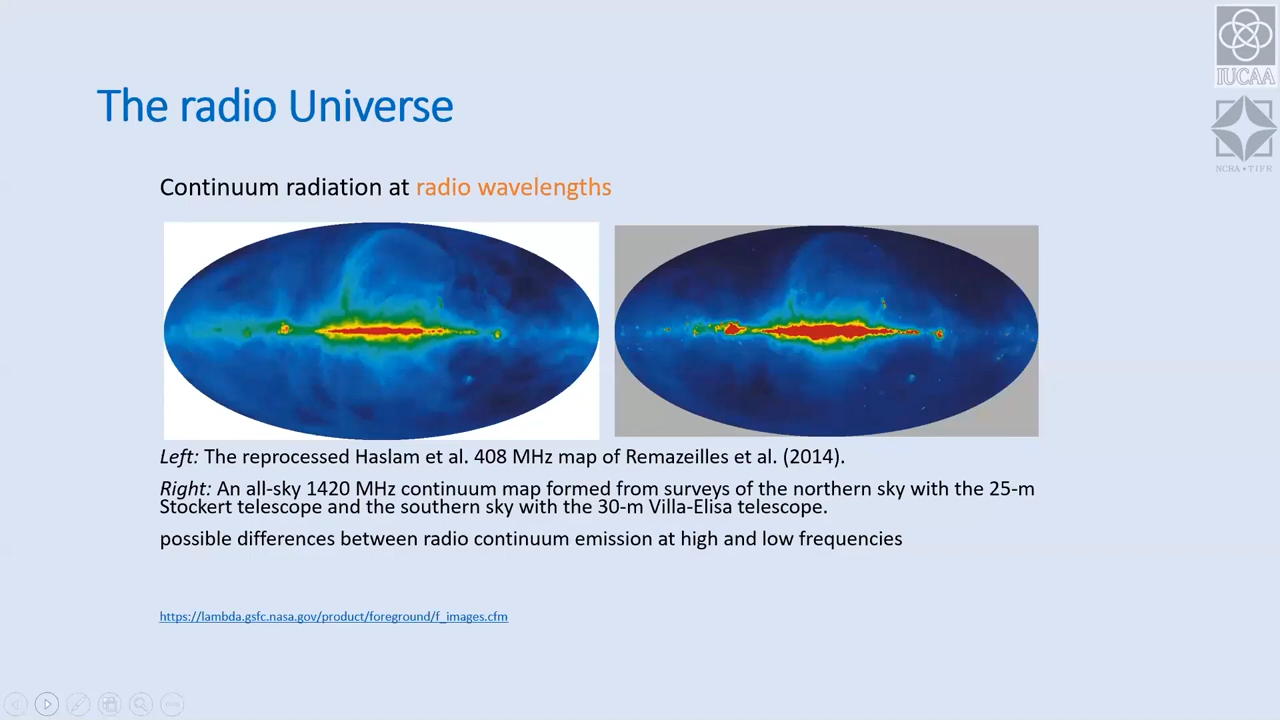 IUCAA
The radio Universe
NCRA • TIFR
Continuum radiation at radio wavelengths
Left: The reprocessed Haslam et al. 408 MHz map of Remazeilles et al. (2014).
Right: An all-sky 1420 MHz continuum map formed from surveys of the northern sky with the 25-m
Stockert telescope and the southern sky with the 30-m Villa-Elisa telescope.
possible differences between radio continuum emission at high and low frequencies
https://lambda.gsfc.nasa.gov/product/foreground/f_images.cfm